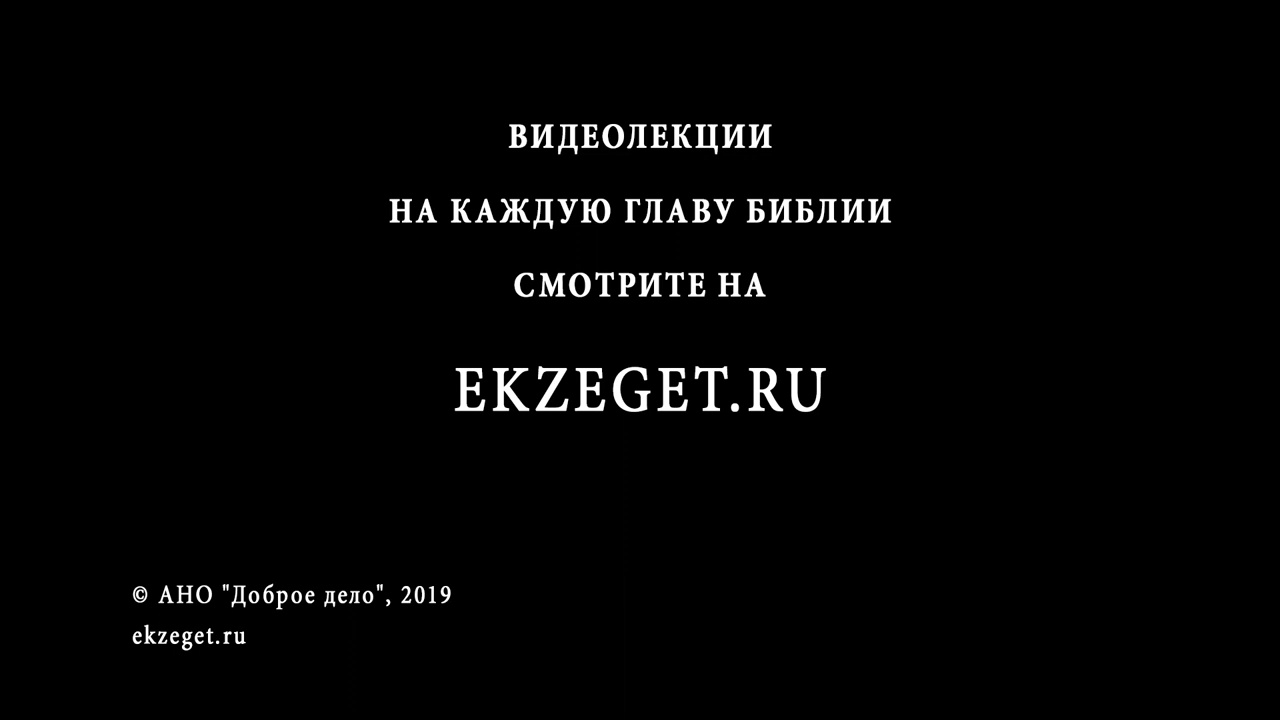 ВИДЕОЛЕКЦИИ
НА КАЖДУЮ ГЛАВУ БИБЛИИ
СМОТРИТЕ НА
EKZEGET.RU
© АНО "Доброе дело", 2019
ekzeget.ru